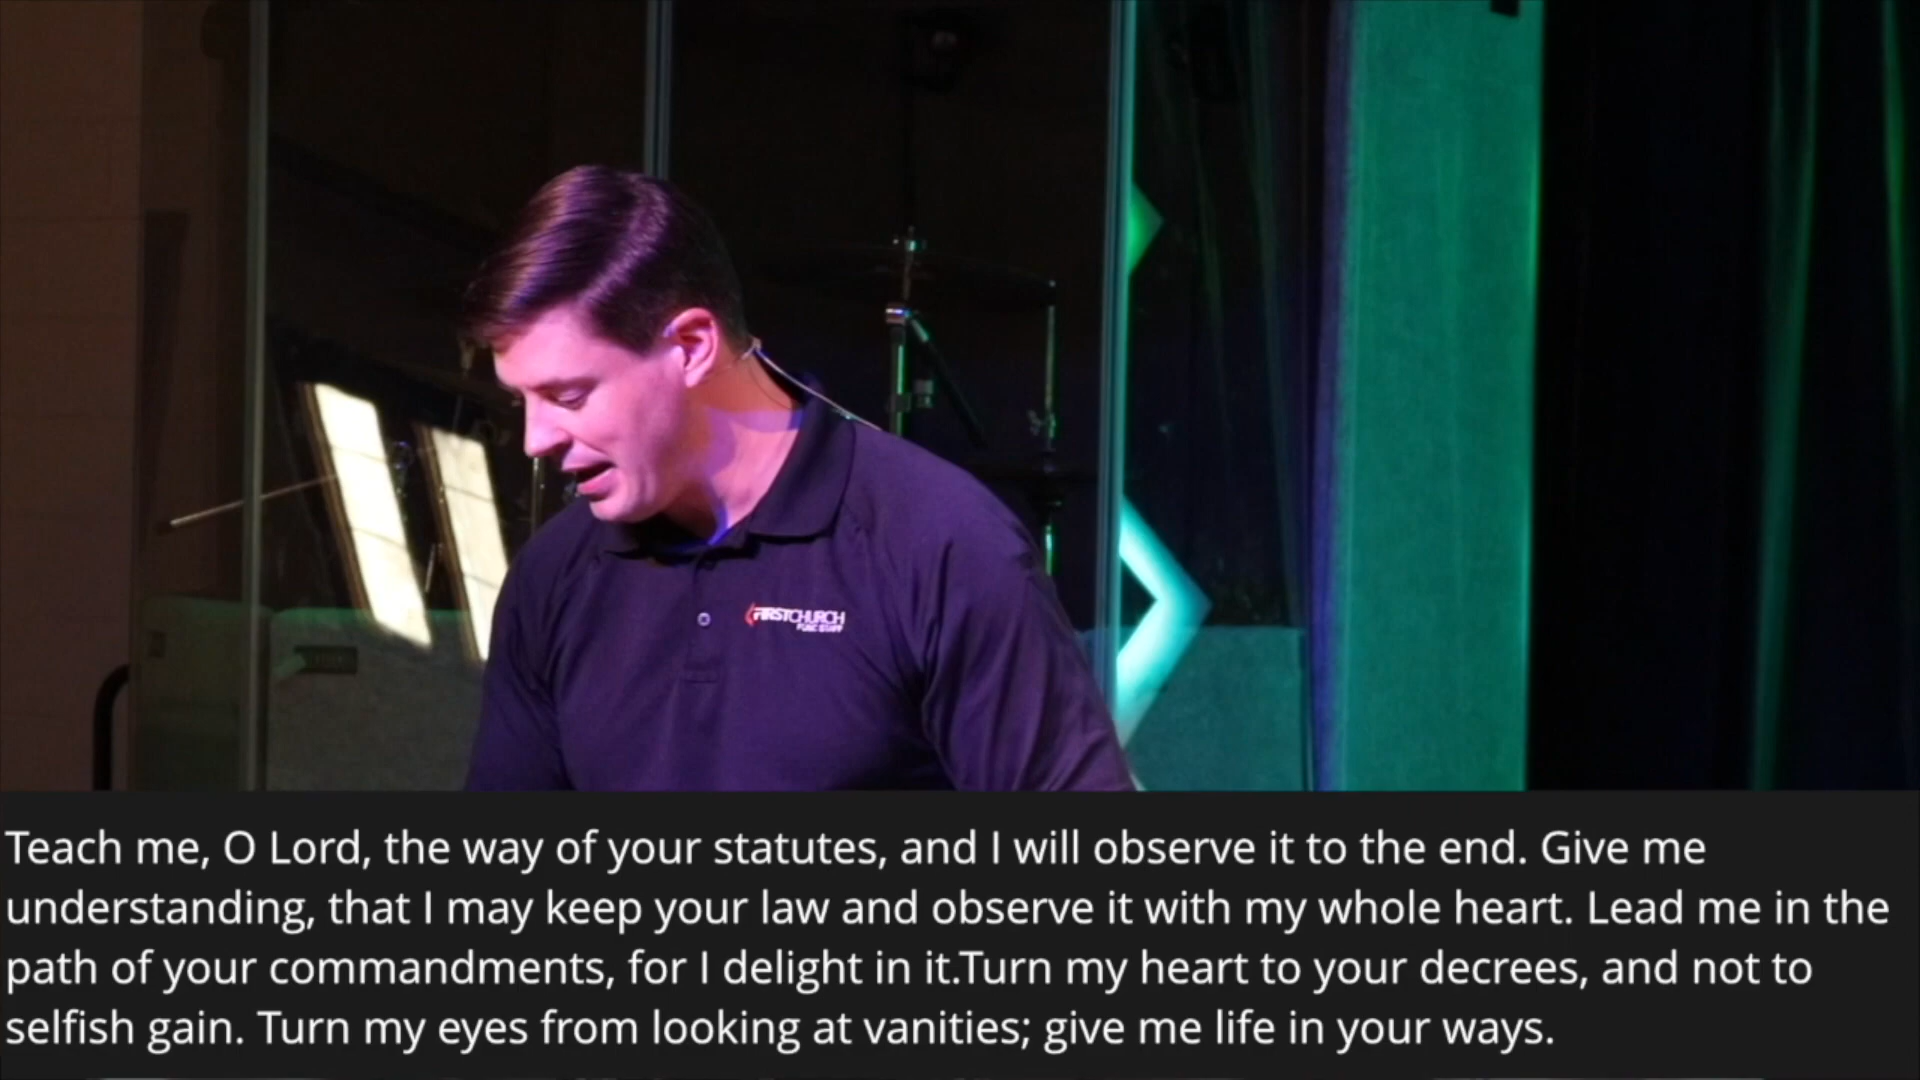 FIRSTCHURCH
FUMC STAFF
Teach me, O Lord, the way of your statutes, and I will observe it to the end. Give me
understanding, that I may keep your law and observe it with my whole heart. Lead me in the
path of your commandments, for I delight in it.Turn my heart to your decrees, and not to
selfish gain. Turn my eyes from looking at vanities; give me life in your ways.